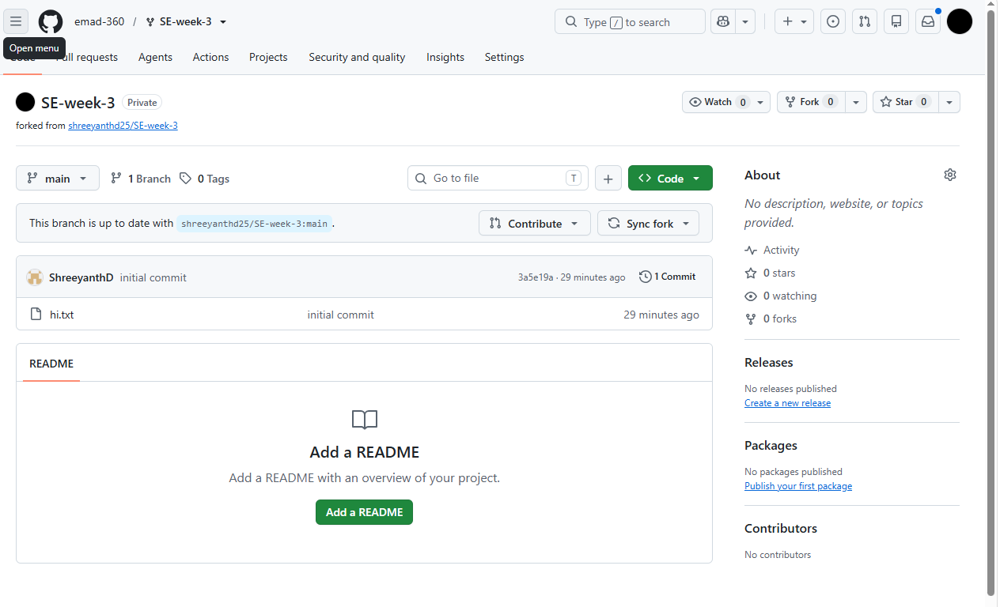 emad-360 / SE-week-3
Type / to search
Open menu
Pull requests Agents Actions Projects Security and quality Insights Settings
SE-week-3 Private
Watch 0 Fork 0 Star 0
forked from shreeyanthd25/SE-week-3
main 1 Branch 0 Tags
Go to file T
Code
This branch is up to date with shreeyanthd25/SE-week-3:main .
Contribute Sync fork
ShreeyanthD initial commit 3a5e19a · 29 minutes ago 1 Commit
hi.txt initial commit 29 minutes ago
README
Add a README
Add a README with an overview of your project.
Add a README
About
No description, website, or topics
provided.
Activity
0 stars
0 watching
0 forks
Releases
No releases published
Create a new release
Packages
No packages published
Publish your first package
Contributors
No contributors